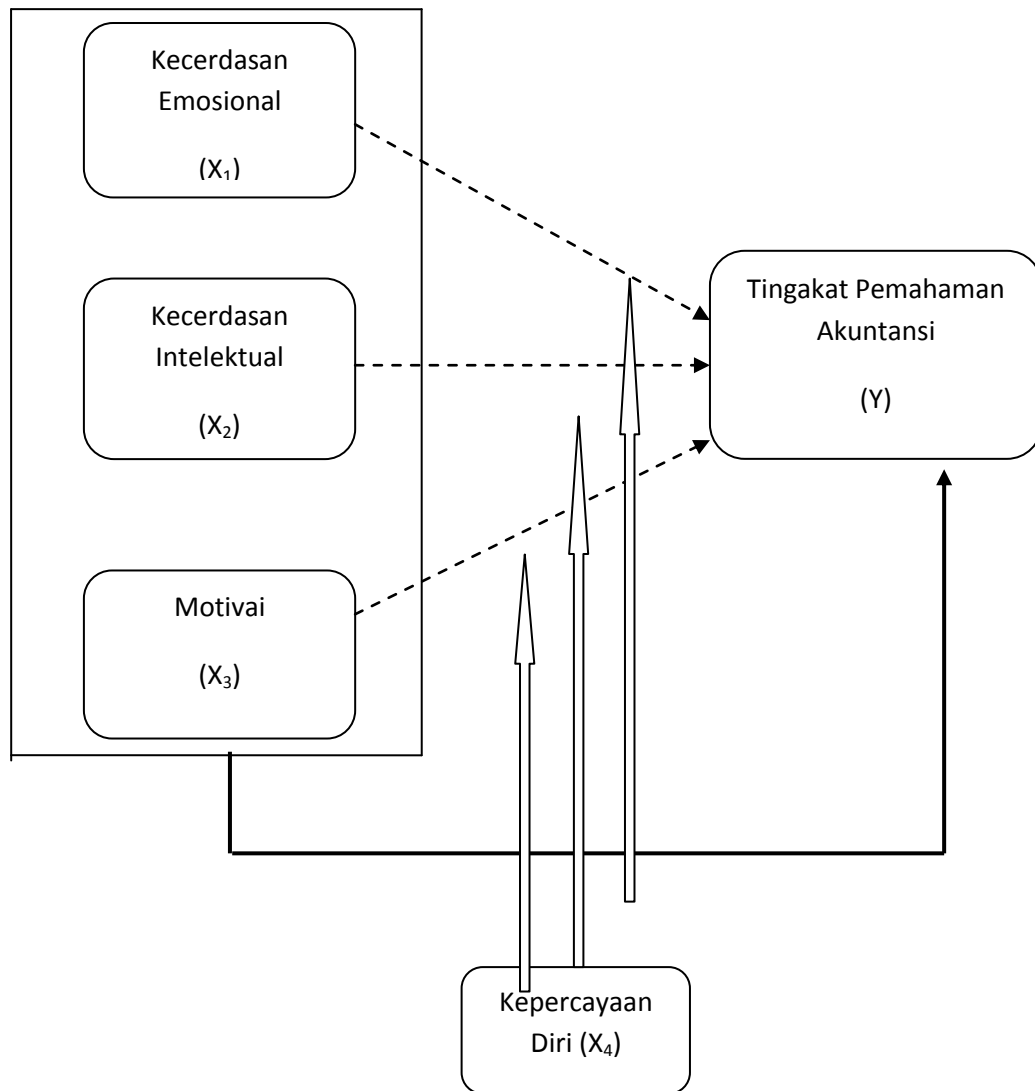 Kecerdasan
Emosional
(X₁)
Kecerdasan
Intelektual
(X₂)
Motivai
(X₃)
Tingakat Pemahaman
Akuntansi
(Y)
Kepercayaan
Diri (X₄)